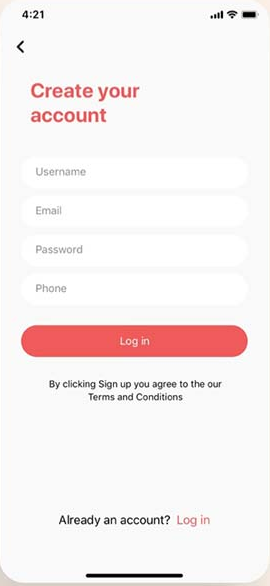 4:21
Create your
account
Username
Email
Password
Phone
Log in
By clicking Sign up you agree to the our
Terms and Conditions
Already an account? Log in